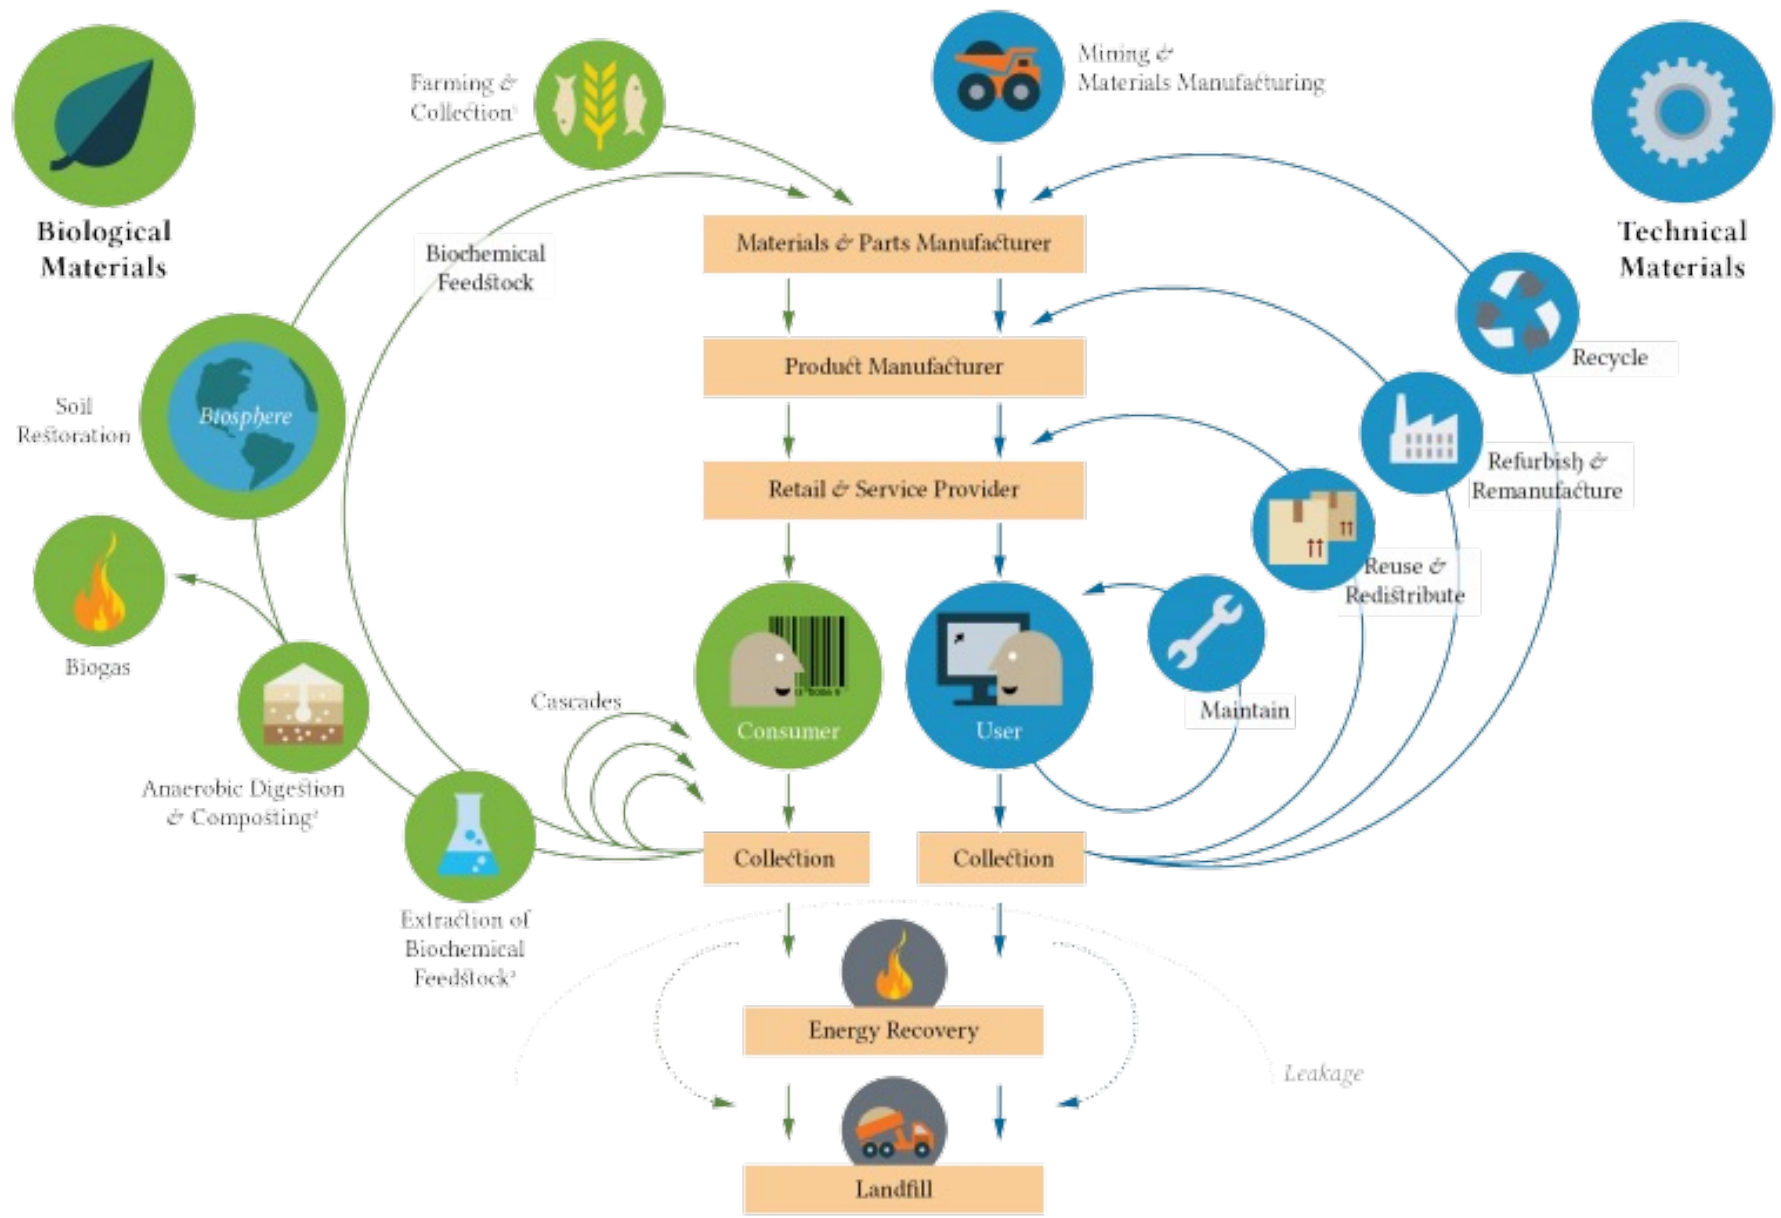 Farming &
Collection¹
Mining &
Materials Manufacturing
Biological
Materials
Technical
Materials
Biochemical
Feedstock
Materials & Parts Manufacturer
Recycle
Product Manufacturer
Soil
Restoration
Biosphere
Refurbish &
Remanufacture
Retail & Service Provider
Reuse &
Redistribute
Biogas
Cascades
Maintain
Consumer
User
Anaerobic Digestion
& Composting²
Collection
Collection
Extraction of
Biochemical
Feedstock²
Energy Recovery
Leakage
Landfill